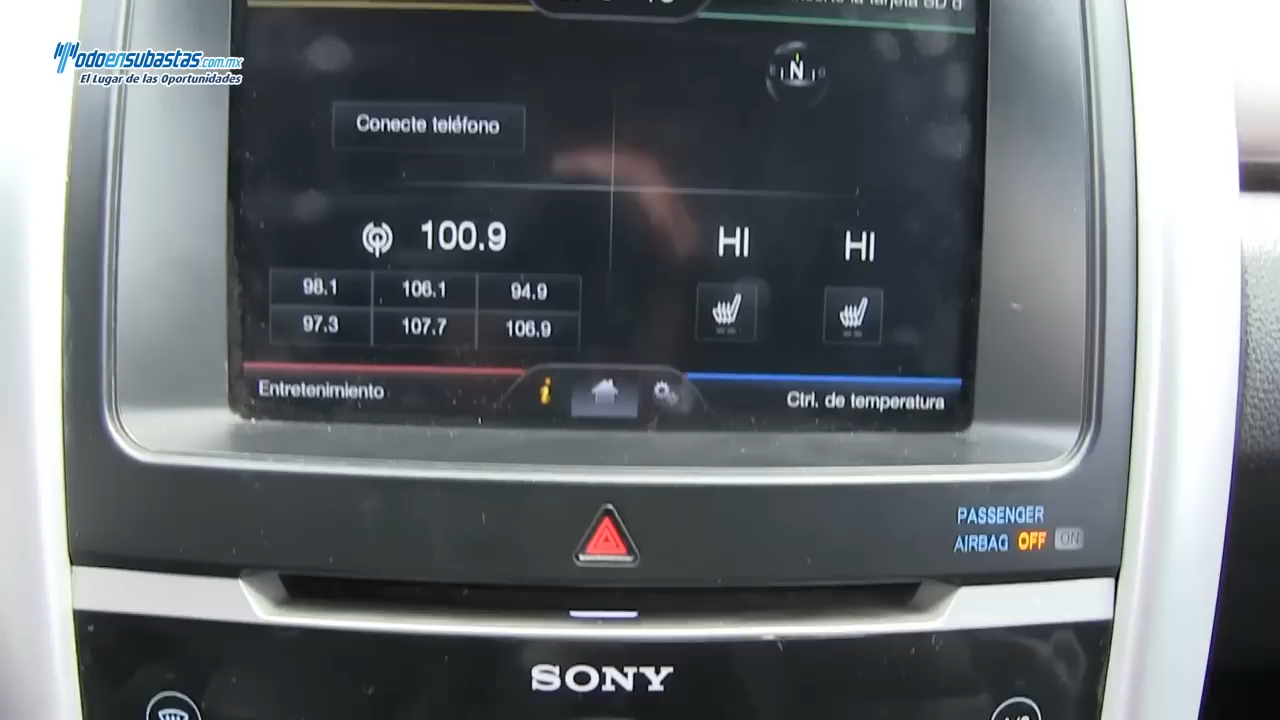 Modoensubastas.com.mx
El Lugar de las Oportunidades
N
Conecte teléfono
100.9
HI HI
98.1 106.1 94.9
97.3 107.7 106.9
Entretenimiento
i
Ctrl. de temperatura
PASSENGER
AIRBAG OFF ON
SONY